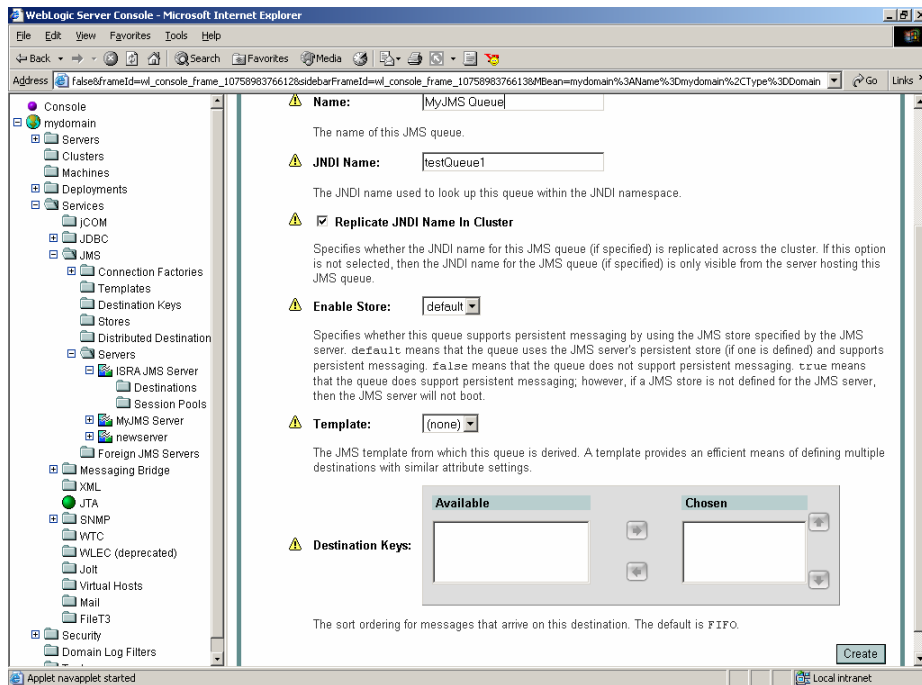 WebLogic Server Console - Microsoft Internet Explorer
File Edit View Favorites Tools Help
Back Search Favorites Media
Address false&frameId=wl_console_frame_1075898376612&sidebarFrameId=wl_console_frame_1075898376613&MBean=mydomain%3AName%3Dmydomain%2CType%3DDomain Go Links
Console
mydomain
Servers
Clusters
Machines
Deployments
Services
jCOM
JDBC
JMS
Connection Factories
Templates
Destination Keys
Stores
Distributed Destination
Servers
ISRA JMS Server
Destinations
Session Pools
MyJMS Server
newserver
Foreign JMS Servers
Messaging Bridge
XML
JTA
SNMP
WTC
WLEC (deprecated)
Jolt
Virtual Hosts
Mail
FileT3
Security
Domain Log Filters
Name: MyJMS Queue
The name of this JMS queue.
JNDI Name: testQueue1
The JNDI name used to look up this queue within the JNDI namespace.
Replicate JNDI Name In Cluster
Specifies whether the JNDI name for this JMS queue (if specified) is replicated across the cluster. If this option
is not selected, then the JNDI name for the JMS queue (if specified) is only visible from the server hosting this
JMS queue.
Enable Store: default
Specifies whether this queue supports persistent messaging by using the JMS store specified by the JMS
server. default means that the queue uses the JMS server's persistent store (if one is defined) and supports
persistent messaging. false means that the queue does not support persistent messaging. true means
that the queue does support persistent messaging; however, if a JMS store is not defined for the JMS server,
then the JMS server will not boot.
Template: (none)
The JMS template from which this queue is derived. A template provides an efficient means of defining multiple
destinations with similar attribute settings.
Available Chosen
Destination Keys:
The sort ordering for messages that arrive on this destination. The default is FIFO.
Create
Applet navapplet started Local intranet